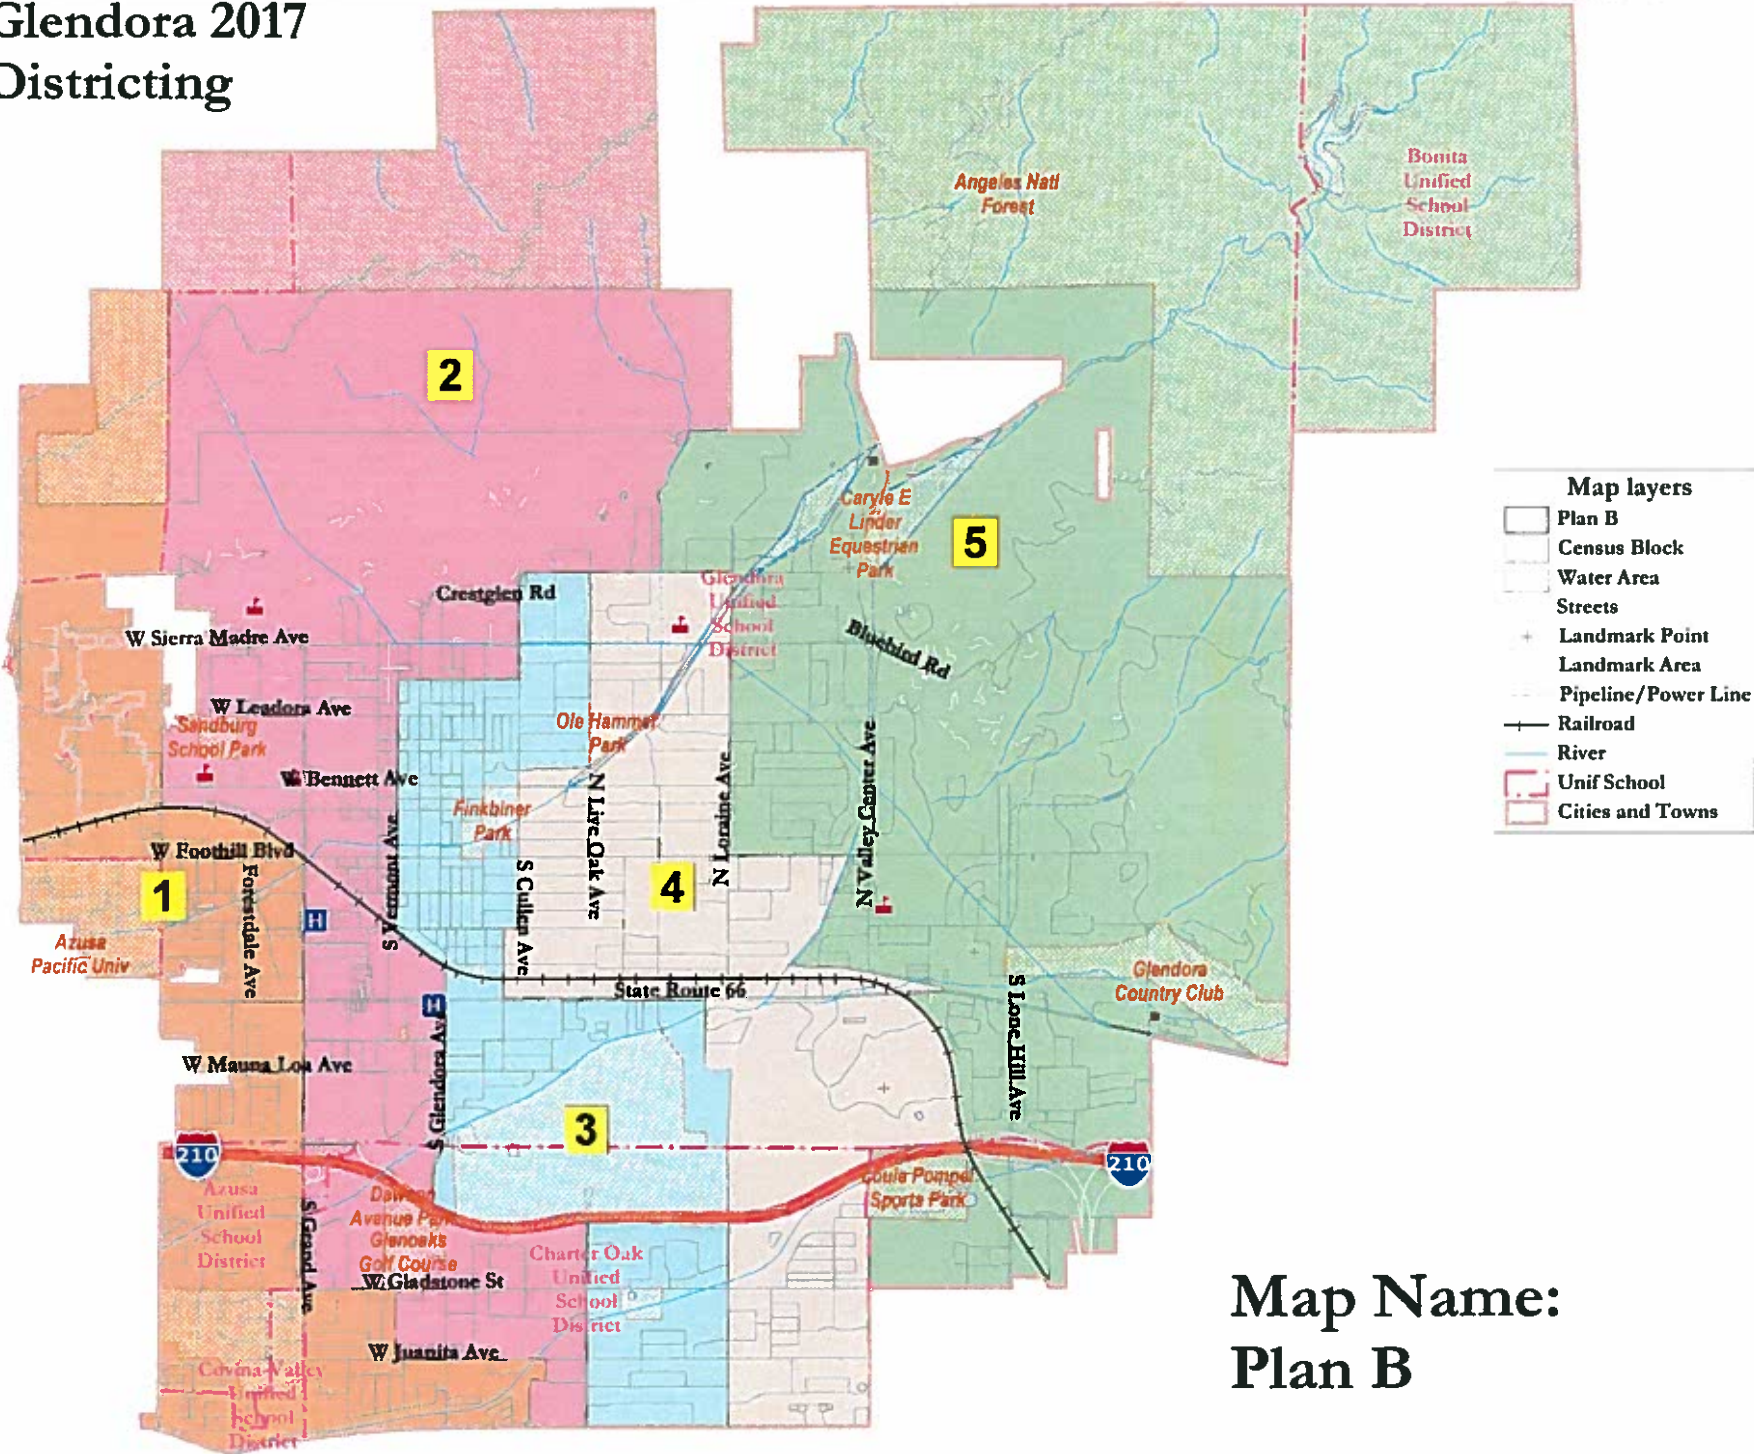 Glendora 2017
Districting
Angeles Natl
Forest
Bonita
Unified
School
District
2
Caryle E
Linder
Equestrian
Park
5
Map layers
Plan B
Census Block
Water Area
Streets
Landmark Point
Landmark Area
Pipeline/Power Line
Railroad
River
Unif School
Cities and Towns
Crestglen Rd
Glendora
Unified
School
District
W Sierra Madre Ave
Bluebird Rd
W Leadora Ave
Sandburg
School Park
Ole Hammer
Park
W Bennett Ave
Finkbiner
Park
S Vermont Ave
N Live Oak Ave
N Loraine Ave
N Valley Center Ave
W Foothill Blvd
1
Forestdale Ave
S Cullen Ave
4
H
Azusa
Pacific Univ
Glendora
Country Club
State Route 66
H
S Lone Hill Ave
W Mauna Loa Ave
S Glendora Ave
3
210
210
Azusa
Unified
School
District
Dawson
Avenue Park
Glenoaks
Golf Course
Louie Pompei
Sports Park
S Grand Ave
Charter Oak
Unified
School
District
W Gladstone St
W Juanita Ave
Covina-Valley
Unified
School
District
Map Name:
Plan B